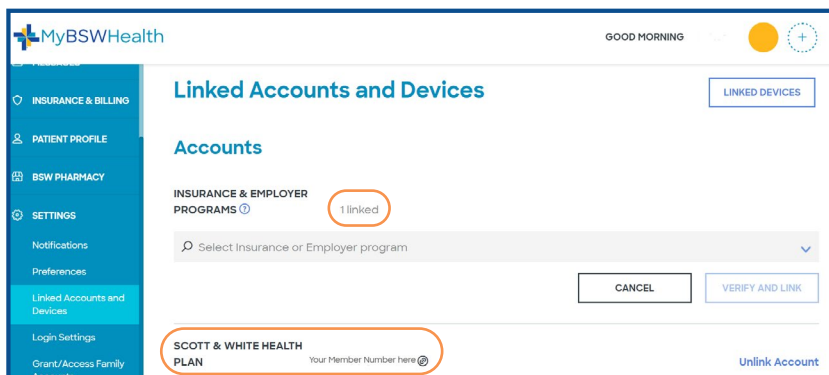 MyBSWHealth
GOOD MORNING
+
INSURANCE & BILLING
PATIENT PROFILE
BSW PHARMACY
SETTINGS
Notifications
Preferences
Linked Accounts and
Devices
Login Settings
Grant/Access Family
Linked Accounts and Devices
LINKED DEVICES
Accounts
INSURANCE & EMPLOYER
PROGRAMS ?
1 linked
Select Insurance or Employer program
CANCEL
VERIFY AND LINK
SCOTT & WHITE HEALTH
PLAN
Your Member Number here
Unlink Account